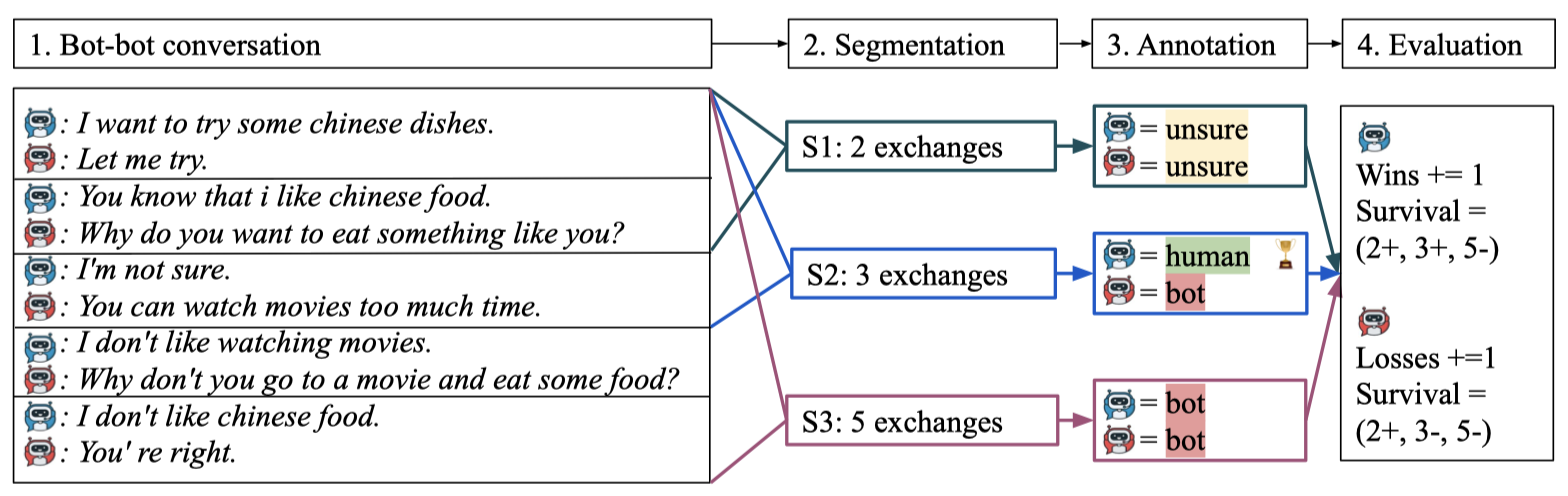 1. Bot-bot conversation
2. Segmentation
3. Annotation
4. Evaluation
: I want to try some chinese dishes.
: Let me try.
: You know that i like chinese food.
: Why do you want to eat something like you?
: I'm not sure.
: You can watch movies too much time.
: I don't like watching movies.
: Why don't you go to a movie and eat some food?
: I don't like chinese food.
: You' re right.
S1: 2 exchanges
S2: 3 exchanges
S3: 5 exchanges
= unsure
= unsure
= human
= bot
= bot
= bot
Wins += 1
Survival =
(2+, 3+, 5-)
Losses +=1
Survival =
(2+, 3-, 5-)